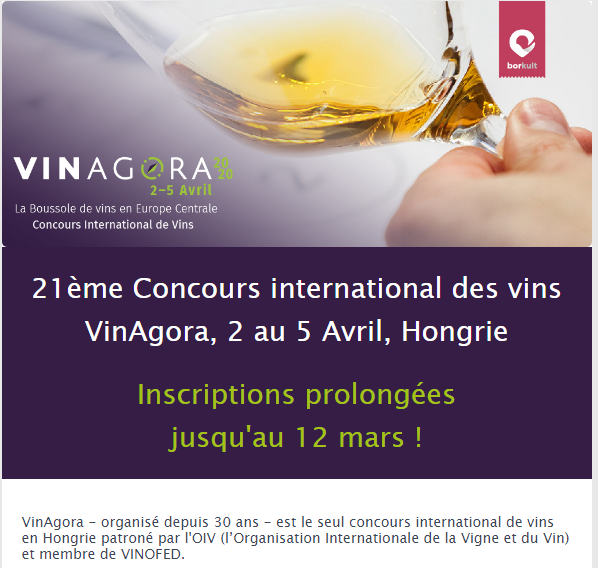 borkult
VINAGORA 20
20
2–5 Avril
La Boussole de vins en Europe Centrale
Concours International de Vins
21ème Concours international des vins
VinAgora, 2 au 5 Avril, Hongrie
Inscriptions prolongées
jusqu'au 12 mars !
VinAgora - organisé depuis 30 ans - est le seul concours international de vins
en Hongrie patroné par l'OIV (l’Organisation Internationale de la Vigne et du Vin)
et membre de VINOFED.